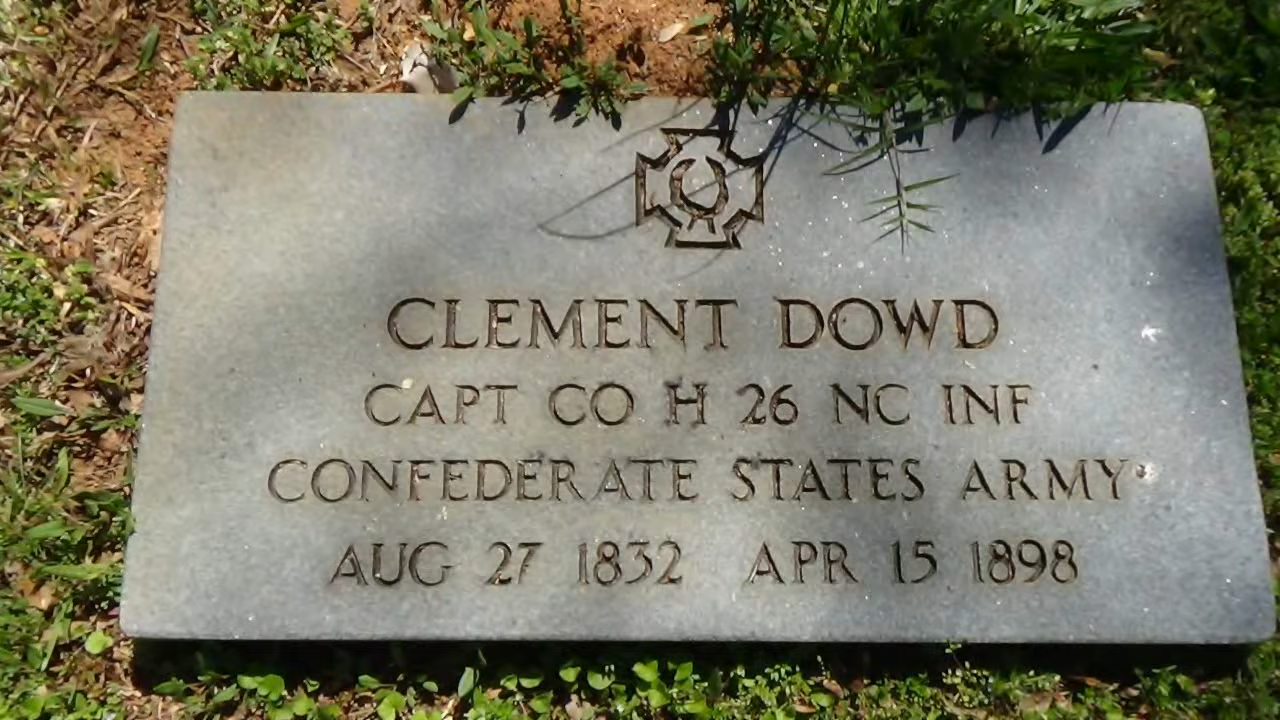 CLEMENT DOWD
CAPT CO H 26 NC INF
CONFEDERATE STATES ARMY
AUG 27 1832 APR 15 1898